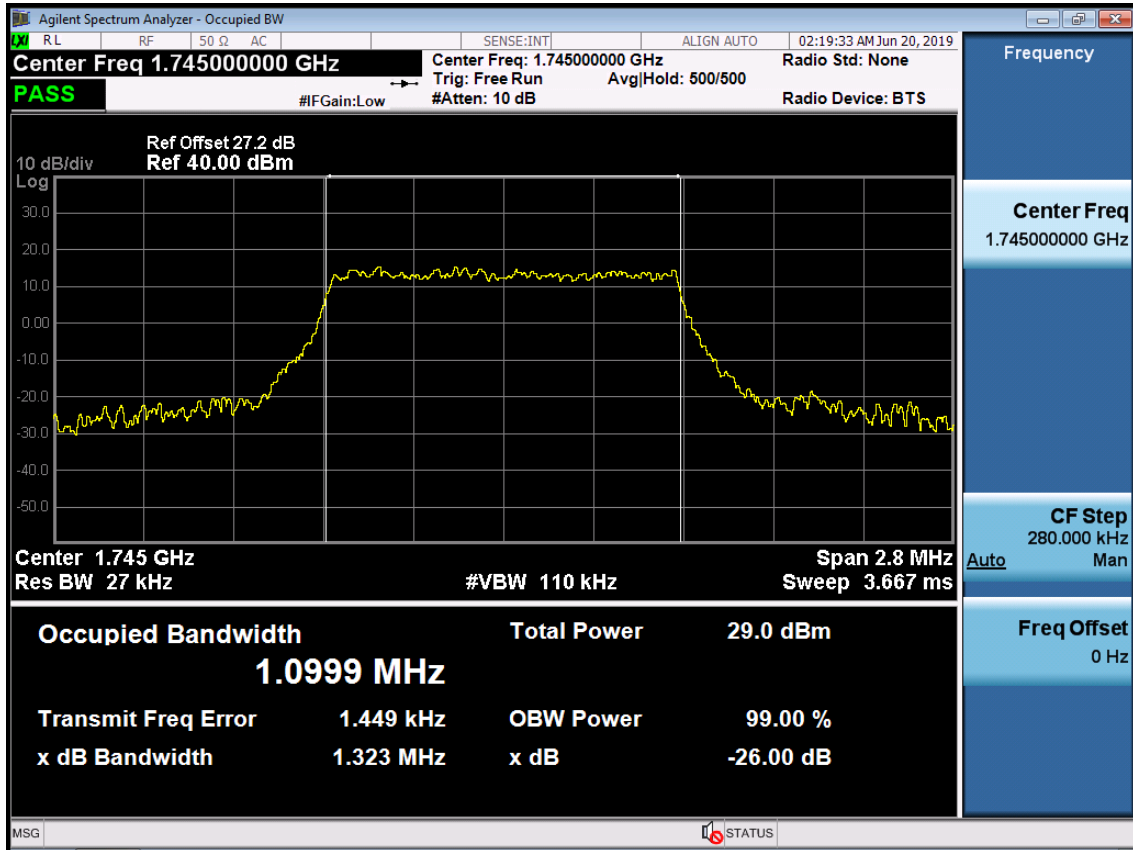 Agilent Spectrum Analyzer - Occupied BW
LXI RL RF 50 Ω AC SENSE:INT ALIGN AUTO 02:19:33 AM Jun 20, 2019
Center Freq 1.745000000 GHz
Center Freq: 1.745000000 GHz
Radio Std: None
Trig: Free Run Avg|Hold: 500/500
PASS
#IFGain:Low
#Atten: 10 dB
Radio Device: BTS
Ref Offset 27.2 dB
10 dB/div Ref 40.00 dBm
Log
30.0
20.0
10.0
0.00
-10.0
-20.0
-30.0
-40.0
-50.0
Center 1.745 GHz Span 2.8 MHz
Res BW 27 kHz #VBW 110 kHz Sweep 3.667 ms
Occupied Bandwidth Total Power 29.0 dBm
1.0999 MHz
Transmit Freq Error 1.449 kHz OBW Power 99.00 %
x dB Bandwidth 1.323 MHz x dB -26.00 dB
Frequency
Center Freq
1.745000000 GHz
CF Step
280.000 kHz
Auto Man
Freq Offset
0 Hz
MSG STATUS